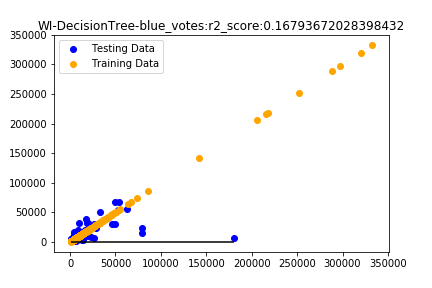 WI-DecisionTree-blue_votes:r2_score:0.16793672028398432
350000
300000
250000
200000
150000
100000
50000
0
Testing Data
Training Data
0 50000 100000 150000 200000 250000 300000 350000